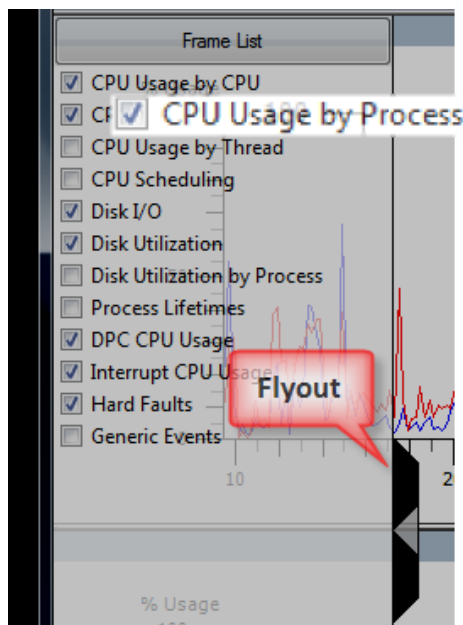 Frame List
CPU Usage by CPU
CPU Usage by Process
CPU Usage by Thread
CPU Scheduling
Disk I/O
Disk Utilization
Disk Utilization by Process
Process Lifetimes
DPC CPU Usage
Interrupt CPU Usage
Hard Faults
Generic Events
Flyout
10
% Usage